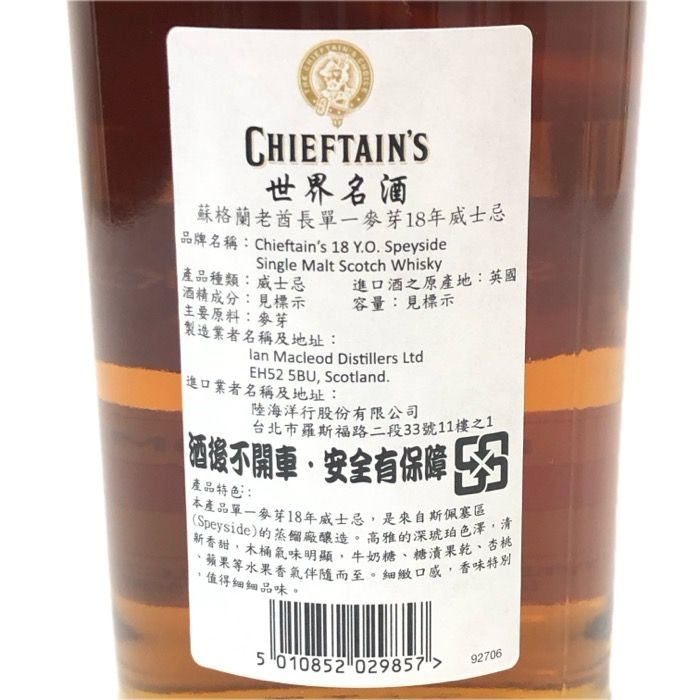 THE CHIEFTAIN'S CHOICE
CHIEFTAIN'S
世界名酒
蘇格蘭老酋長單一麥芽18年威士忌
品牌名稱：Chieftain's 18 Y.O. Speyside
Single Malt Scotch Whisky
產品種類：威士忌 進口酒之原產地：英國
酒精成分：見標示 容量：見標示
主要原料：麥芽
製造業者名稱及地址：
Ian Macleod Distillers Ltd
EH52 5BU, Scotland.
進口業者名稱及地址：
陸海洋行股份有限公司
台北市羅斯福路二段33號11樓之1
酒後不開車．安全有保障
產品特色：
本產品單一麥芽18年威士忌，是來自斯佩塞區
(Speyside)的蒸餾廠釀造。高雅的深琥珀色澤，清
新香甜，木桶氣味明顯，牛奶糖、糖漬果乾、杏桃
、蘋果等水果香氣伴隨而至。細緻口感，香味特別
，值得細細品味。
5 010852 029857 >
92706